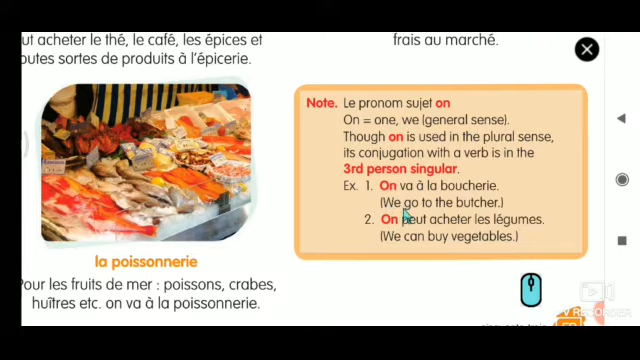 ut acheter le thé, le café, les épices et
outes sortes de produits à l'épicerie.
frais au marché.
la poissonnerie
Pour les fruits de mer : poissons, crabes,
huîtres etc. on va à la poissonnerie.
Note. Le pronom sujet on
On = one, we (general sense).
Though on is used in the plural sense,
its conjugation with a verb is in the
3rd person singular.
Ex. 1. On va à la boucherie.
(We go to the butcher.)
2. On peut acheter les légumes.
(We can buy vegetables.)
RECORDER